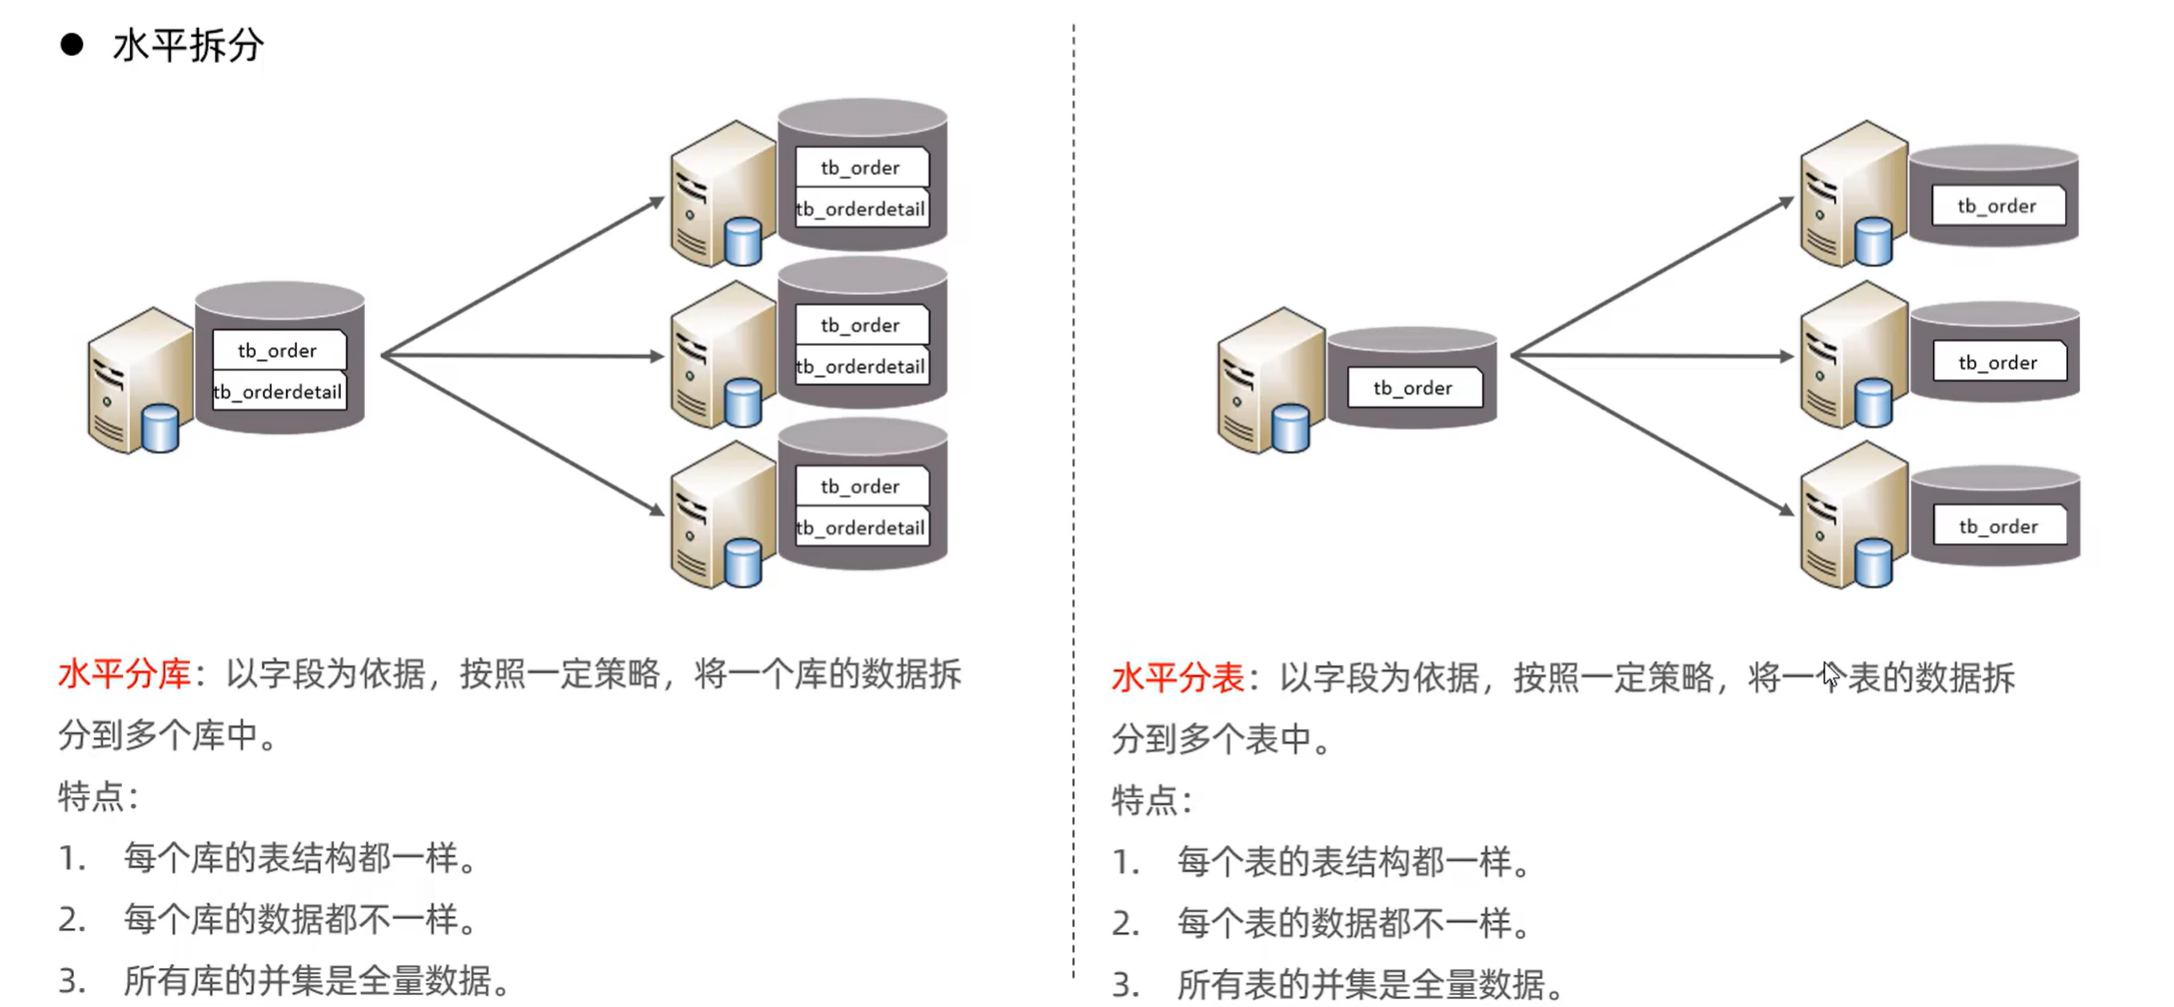 ● 水平拆分
tb_order
tb_orderdetail
tb_order
tb_orderdetail
tb_order
tb_orderdetail
tb_order
tb_orderdetail
水平分库：以字段为依据，按照一定策略，将一个库的数据拆
分到多个库中。
特点：
1. 每个库的表结构都一样。
2. 每个库的数据都不一样。
3. 所有库的并集是全量数据。
tb_order
tb_order
tb_order
tb_order
水平分表：以字段为依据，按照一定策略，将一个表的数据拆
分到多个表中。
特点：
1. 每个表的表结构都一样。
2. 每个表的数据都不一样。
3. 所有表的并集是全量数据。